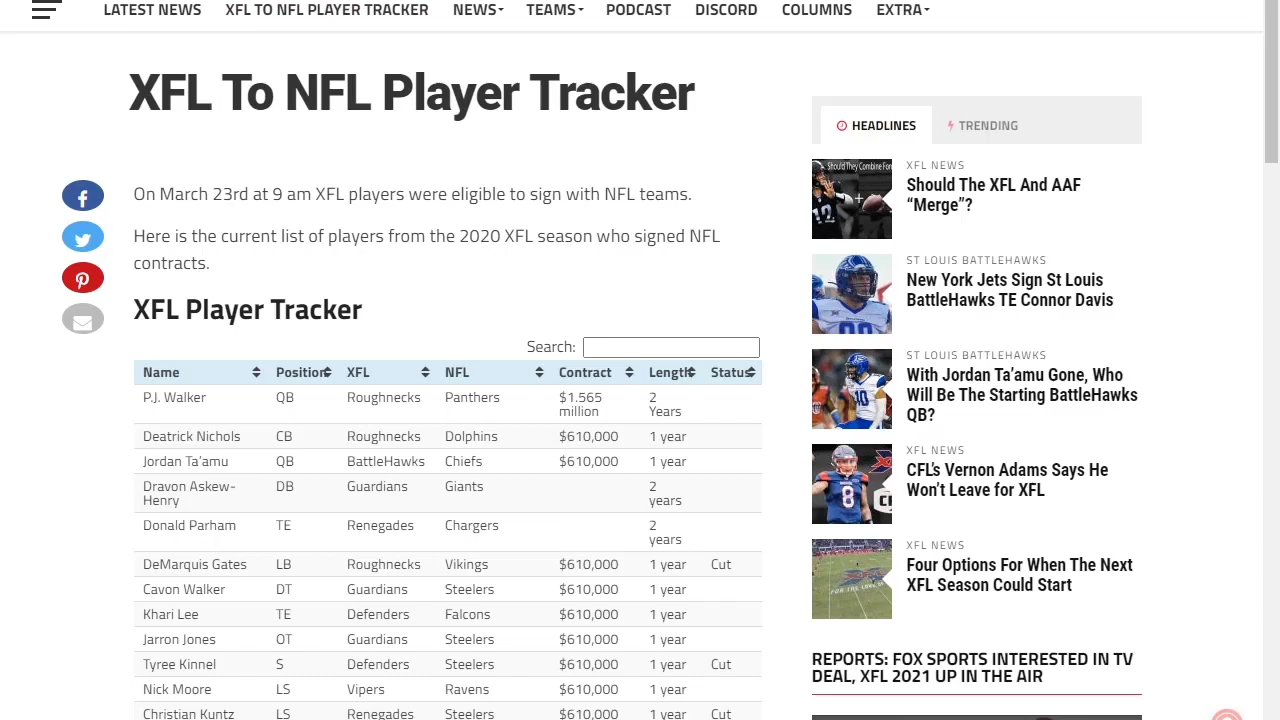 LATEST NEWS XFL TO NFL PLAYER TRACKER NEWS TEAMS PODCAST DISCORD COLUMNS EXTRA
XFL To NFL Player Tracker
On March 23rd at 9 am XFL players were eligible to sign with NFL teams.
Here is the current list of players from the 2020 XFL season who signed NFL
contracts.
XFL Player Tracker
Search:
Name Position XFL NFL Contract Length Status
P.J. Walker QB Roughnecks Panthers $1.565 2
million Years
Deatrick Nichols CB Roughnecks Dolphins $610,000 1 year
Jordan Ta’amu QB BattleHawks Chiefs $610,000 1 year
Dravon Askew- DB Guardians Giants 2
Henry years
Donald Parham TE Renegades Chargers 2
years
DeMarquis Gates LB Roughnecks Vikings $610,000 1 year Cut
Cavon Walker DT Guardians Steelers $610,000 1 year
Khari Lee TE Defenders Falcons $610,000 1 year
Jarron Jones OT Guardians Steelers $610,000 1 year
Tyree Kinnel S Defenders Steelers $610,000 1 year Cut
Nick Moore LS Vipers Ravens $610,000 1 year
Christian Kuntz LS Renegades Steelers $610,000 1 year Cut
HEADLINES TRENDING
Should They Combine For
12
XFL NEWS
Should The XFL And AAF
“Merge”?
ST LOUIS BATTLEHAWKS
New York Jets Sign St Louis
BattleHawks TE Connor Davis
10
ST LOUIS BATTLEHAWKS
With Jordan Ta’amu Gone, Who
Will Be The Starting BattleHawks
QB?
8
XFL NEWS
CFL’s Vernon Adams Says He
Won’t Leave for XFL
XFL NEWS
Four Options For When The Next
XFL Season Could Start
REPORTS: FOX SPORTS INTERESTED IN TV
DEAL, XFL 2021 UP IN THE AIR